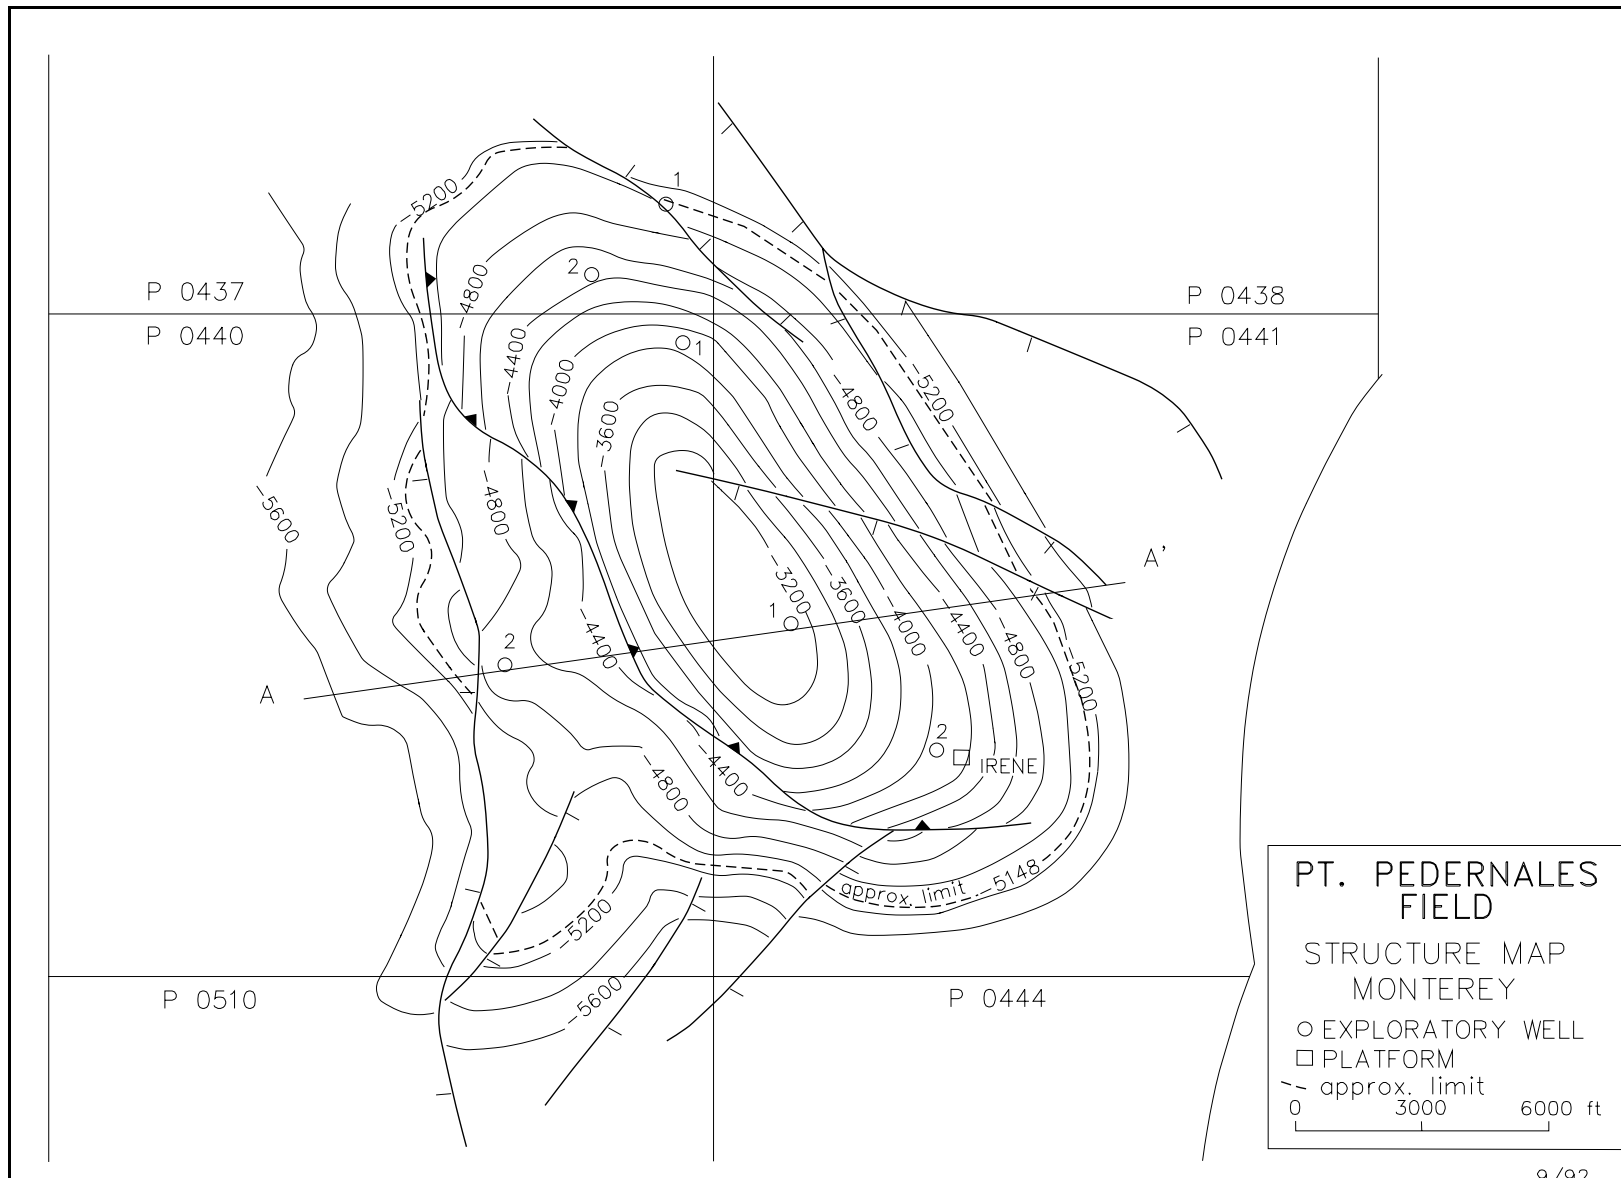 1
-5200
2
P 0437
P 0438
-4800
P 0440
P 0441
-4400
1
-4000
-4800
-5200
-3600
-4800
-5600
-5200
A'
-3200
-3600
1
-4000
-4400
-4800
-4400
2
-5200
A
2
IRENE
-4400
-4800
approx. limit -5148
-5200
P 0510
-5600
P 0444
PT. PEDERNALES
FIELD
STRUCTURE MAP
MONTEREY
EXPLORATORY WELL
PLATFORM
approx. limit
0 3000 6000 ft
9/92